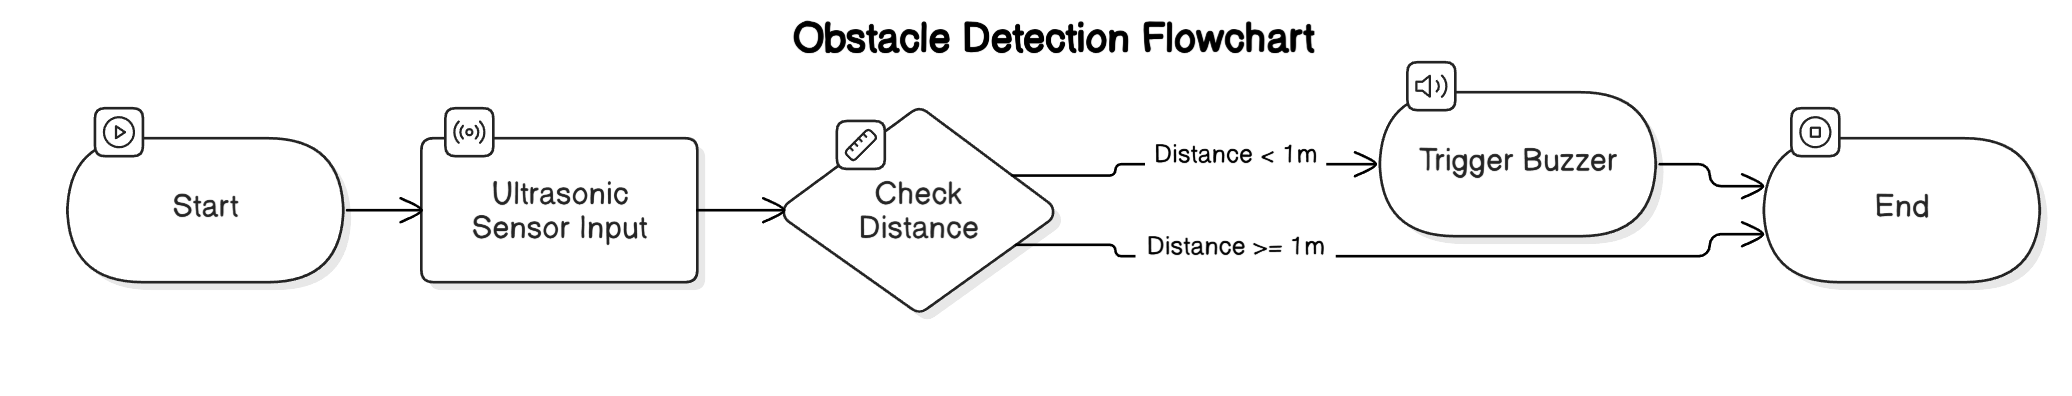 Obstacle Detection Flowchart
Start
Ultrasonic
Sensor Input
Check
Distance
Distance < 1m
Distance >= 1m
Trigger Buzzer
End